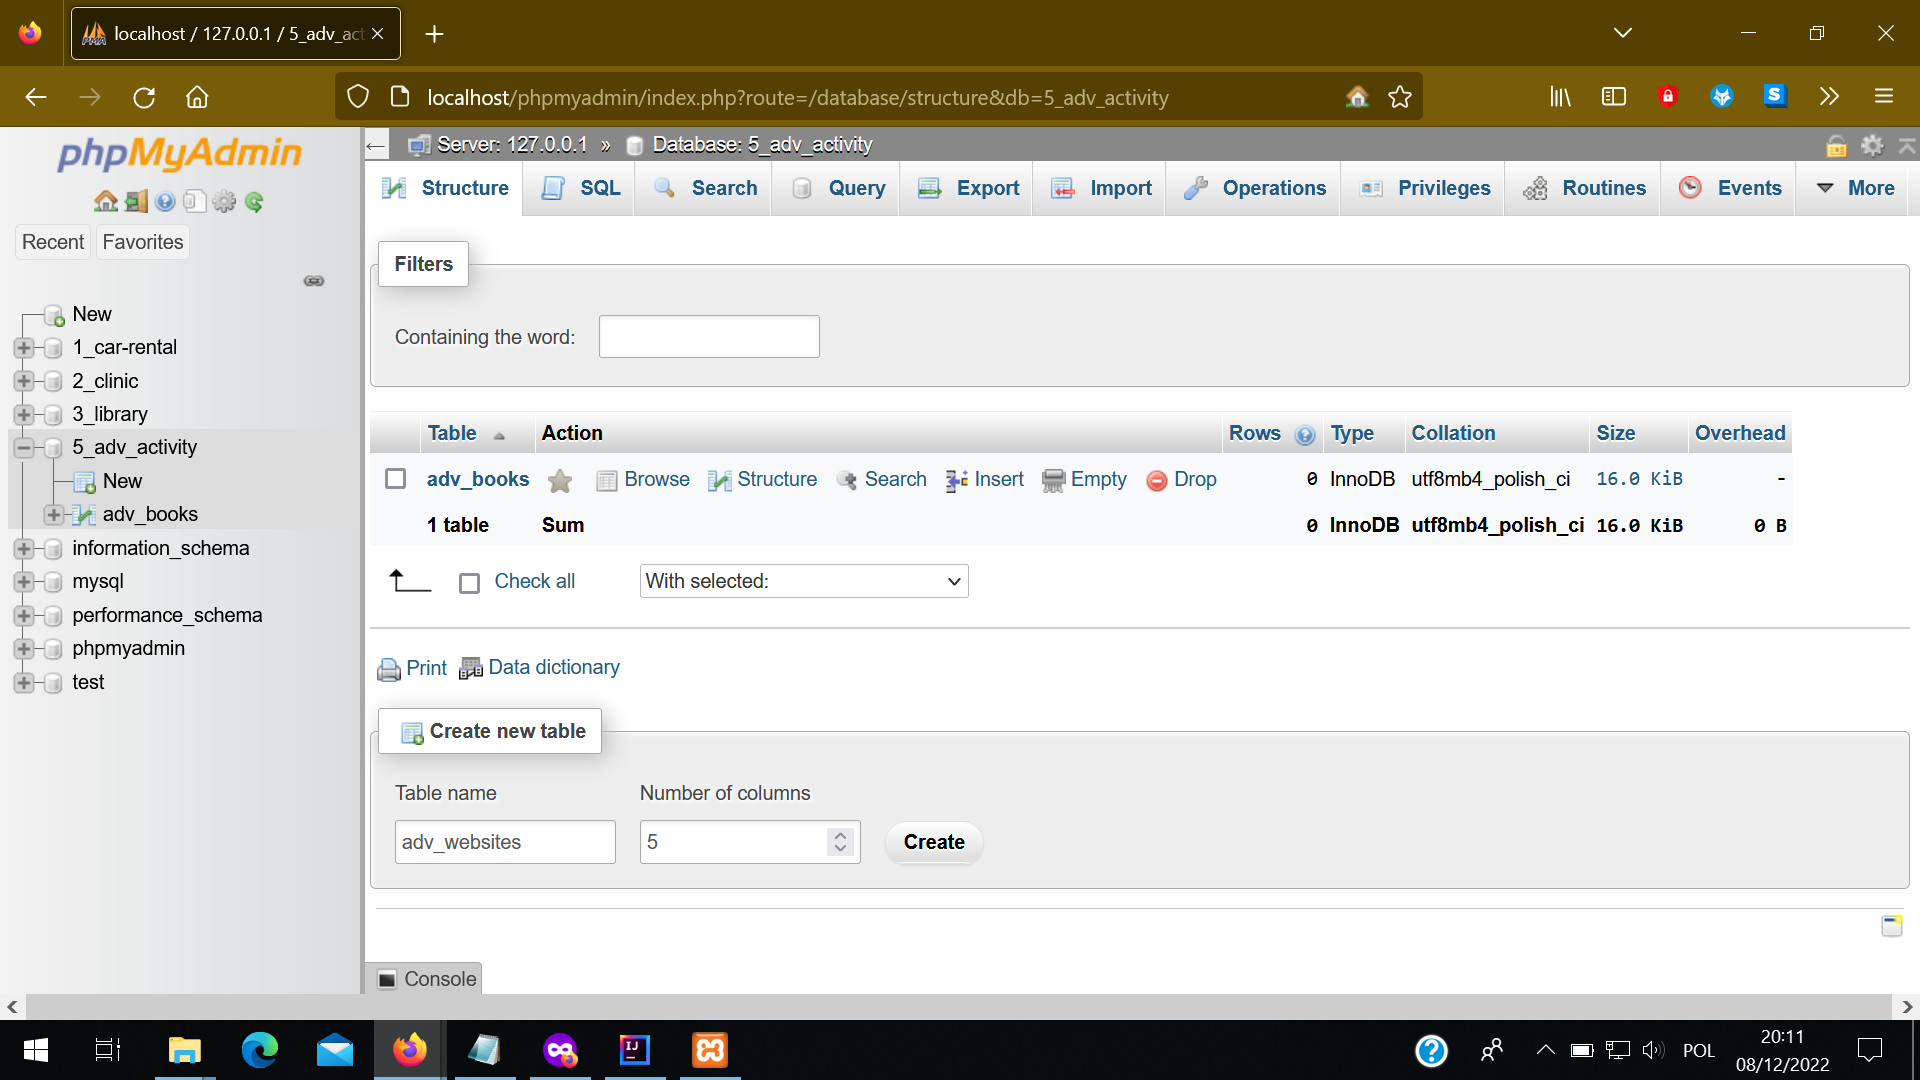 localhost / 127.0.0.1 / 5_adv_act
localhost/phpmyadmin/index.php?route=/database/structure&db=5_adv_activity
phpMyAdmin
Recent Favorites
New
1_car-rental
2_clinic
3_library
5_adv_activity
New
adv_books
information_schema
mysql
performance_schema
phpmyadmin
test
Server: 127.0.0.1 » Database: 5_adv_activity
Structure SQL Search Query Export Import Operations Privileges Routines Events More
Filters
Containing the word:
Table Action Rows Type Collation Size Overhead
adv_books Browse Structure Search Insert Empty Drop 0 InnoDB utf8mb4_polish_ci 16.0 KiB -
1 table Sum 0 InnoDB utf8mb4_polish_ci 16.0 KiB 0 B
Check all With selected:
Print Data dictionary
Create new table
Table name Number of columns
adv_websites 5 Create
Console
POL
20:11
08/12/2022